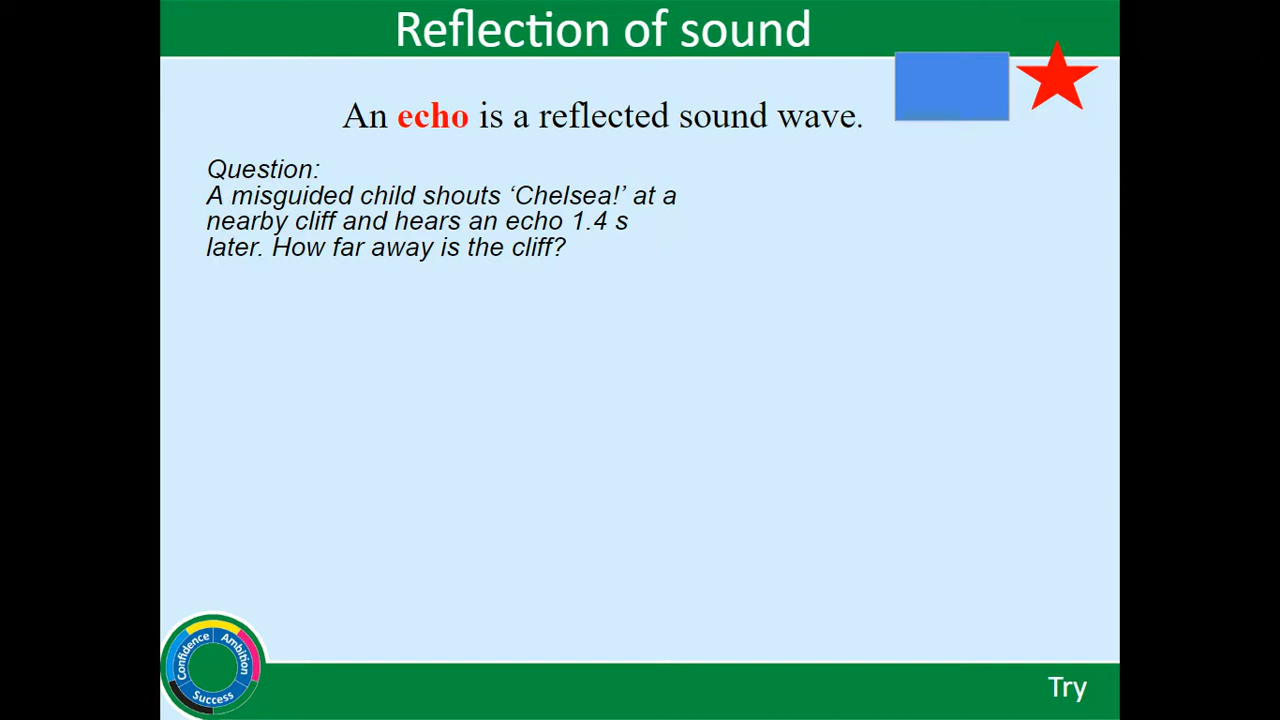 Reflection of sound
An echo is a reflected sound wave.
Question:
A misguided child shouts ‘Chelsea!’ at a
nearby cliff and hears an echo 1.4 s
later. How far away is the cliff?
Confidence
Ambition
Success
Try